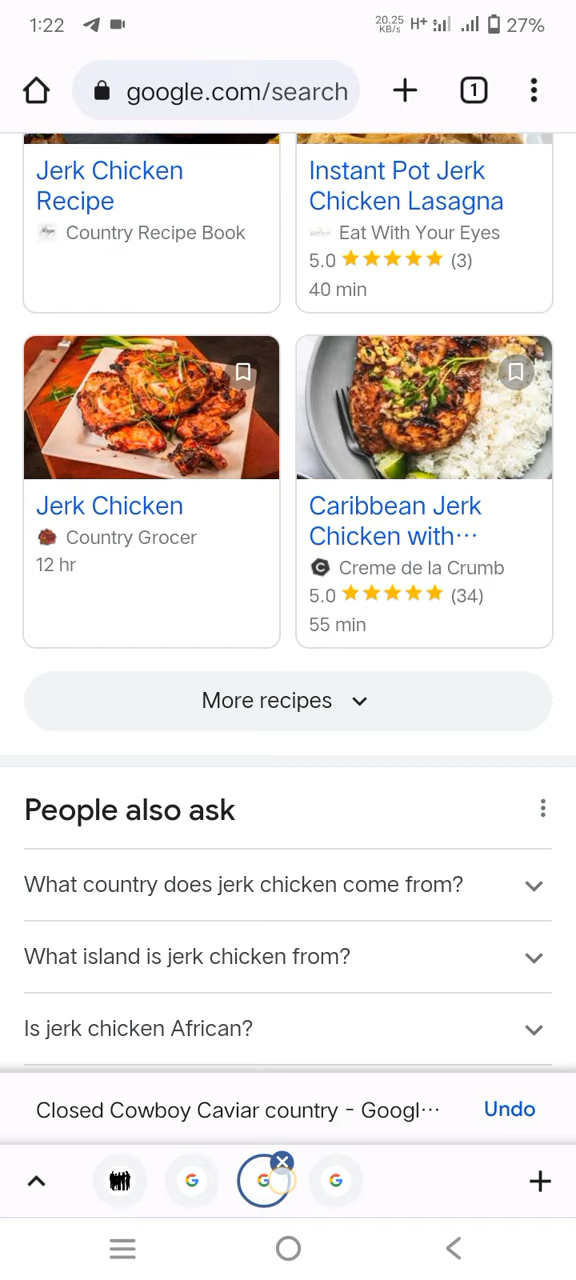 1:22
20.25 KB/s H+ 27%
google.com/search
1
Jerk Chicken
Recipe
Country Recipe Book
Instant Pot Jerk
Chicken Lasagna
Eat With Your Eyes
5.0 (3)
40 min
Jerk Chicken
Country Grocer
12 hr
Caribbean Jerk
Chicken with···
Creme de la Crumb
5.0 (34)
55 min
More recipes
People also ask
What country does jerk chicken come from?
What island is jerk chicken from?
Is jerk chicken African?
Closed Cowboy Caviar country - Googl···
Undo